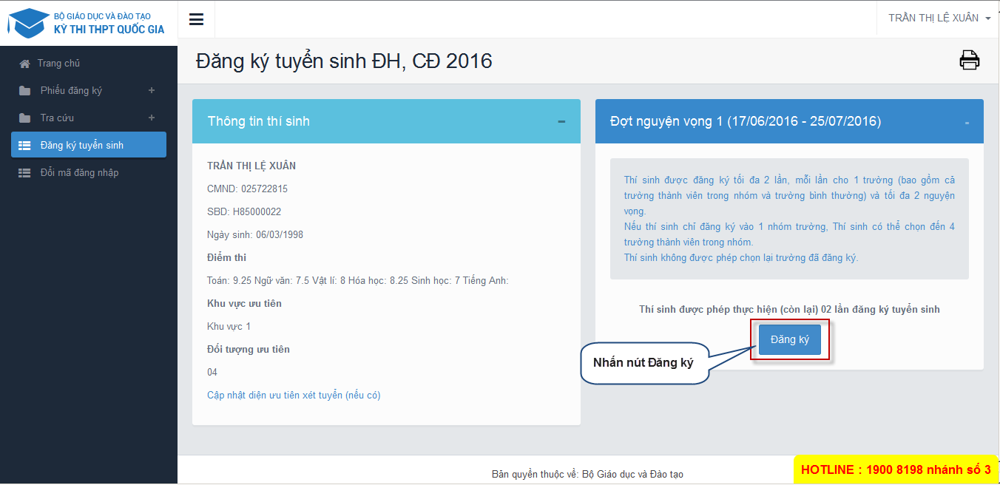 BỘ GIÁO DỤC VÀ ĐÀO TẠO
KỲ THI THPT QUỐC GIA
TRẦN THỊ LỆ XUÂN
Trang chủ
Phiếu đăng ký +
Tra cứu +
Đăng ký tuyển sinh
Đổi mã đăng nhập
Đăng ký tuyển sinh ĐH, CĐ 2016
Thông tin thí sinh
TRẦN THỊ LỆ XUÂN
CMND: 025722815
SBD: H85000022
Ngày sinh: 06/03/1998
Điểm thi
Toán: 9.25 Ngữ văn: 7.5 Vật lí: 8 Hóa học: 8.25 Sinh học: 7 Tiếng Anh:
Khu vực ưu tiên
Khu vực 1
Đối tượng ưu tiên
04
Cập nhật diện ưu tiên xét tuyển (nếu có)
Đợt nguyện vọng 1 (17/06/2016 - 25/07/2016)
Thí sinh được đăng ký tối đa 2 lần, mỗi lần cho 1 trường (bao gồm cả
trường thành viên trong nhóm và trường bình thường) và tối đa 2 nguyện
vọng.
Nếu thí sinh chỉ đăng ký vào 1 nhóm trường, Thí sinh có thể chọn đến 4
trường thành viên trong nhóm.
Thí sinh không được phép chọn lại trường đã đăng ký.
Thí sinh được phép thực hiện (còn lại) 02 lần đăng ký tuyển sinh
Đăng ký
Nhấn nút Đăng ký
Bản quyền thuộc về: Bộ Giáo dục và Đào tạo
HOTLINE : 1900 8198 nhánh số 3